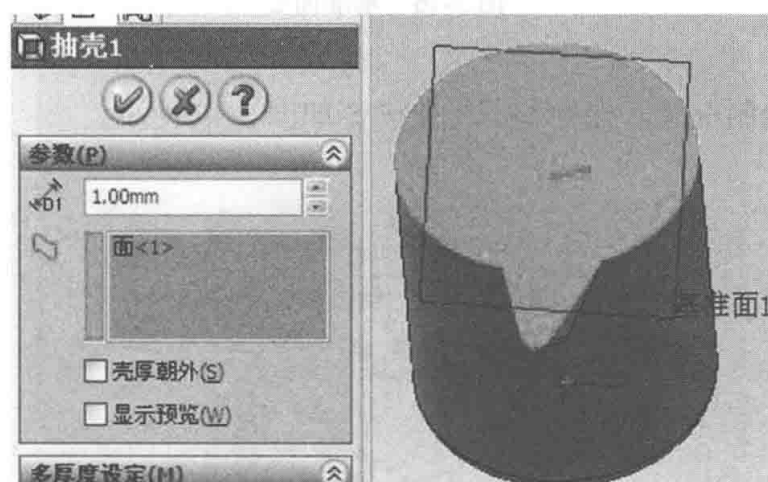 抽壳1
参数(P)
D1
1.00mm
面<1>
壳厚朝外(S)
显示预览(W)
多厚度设定(M)
基准面1